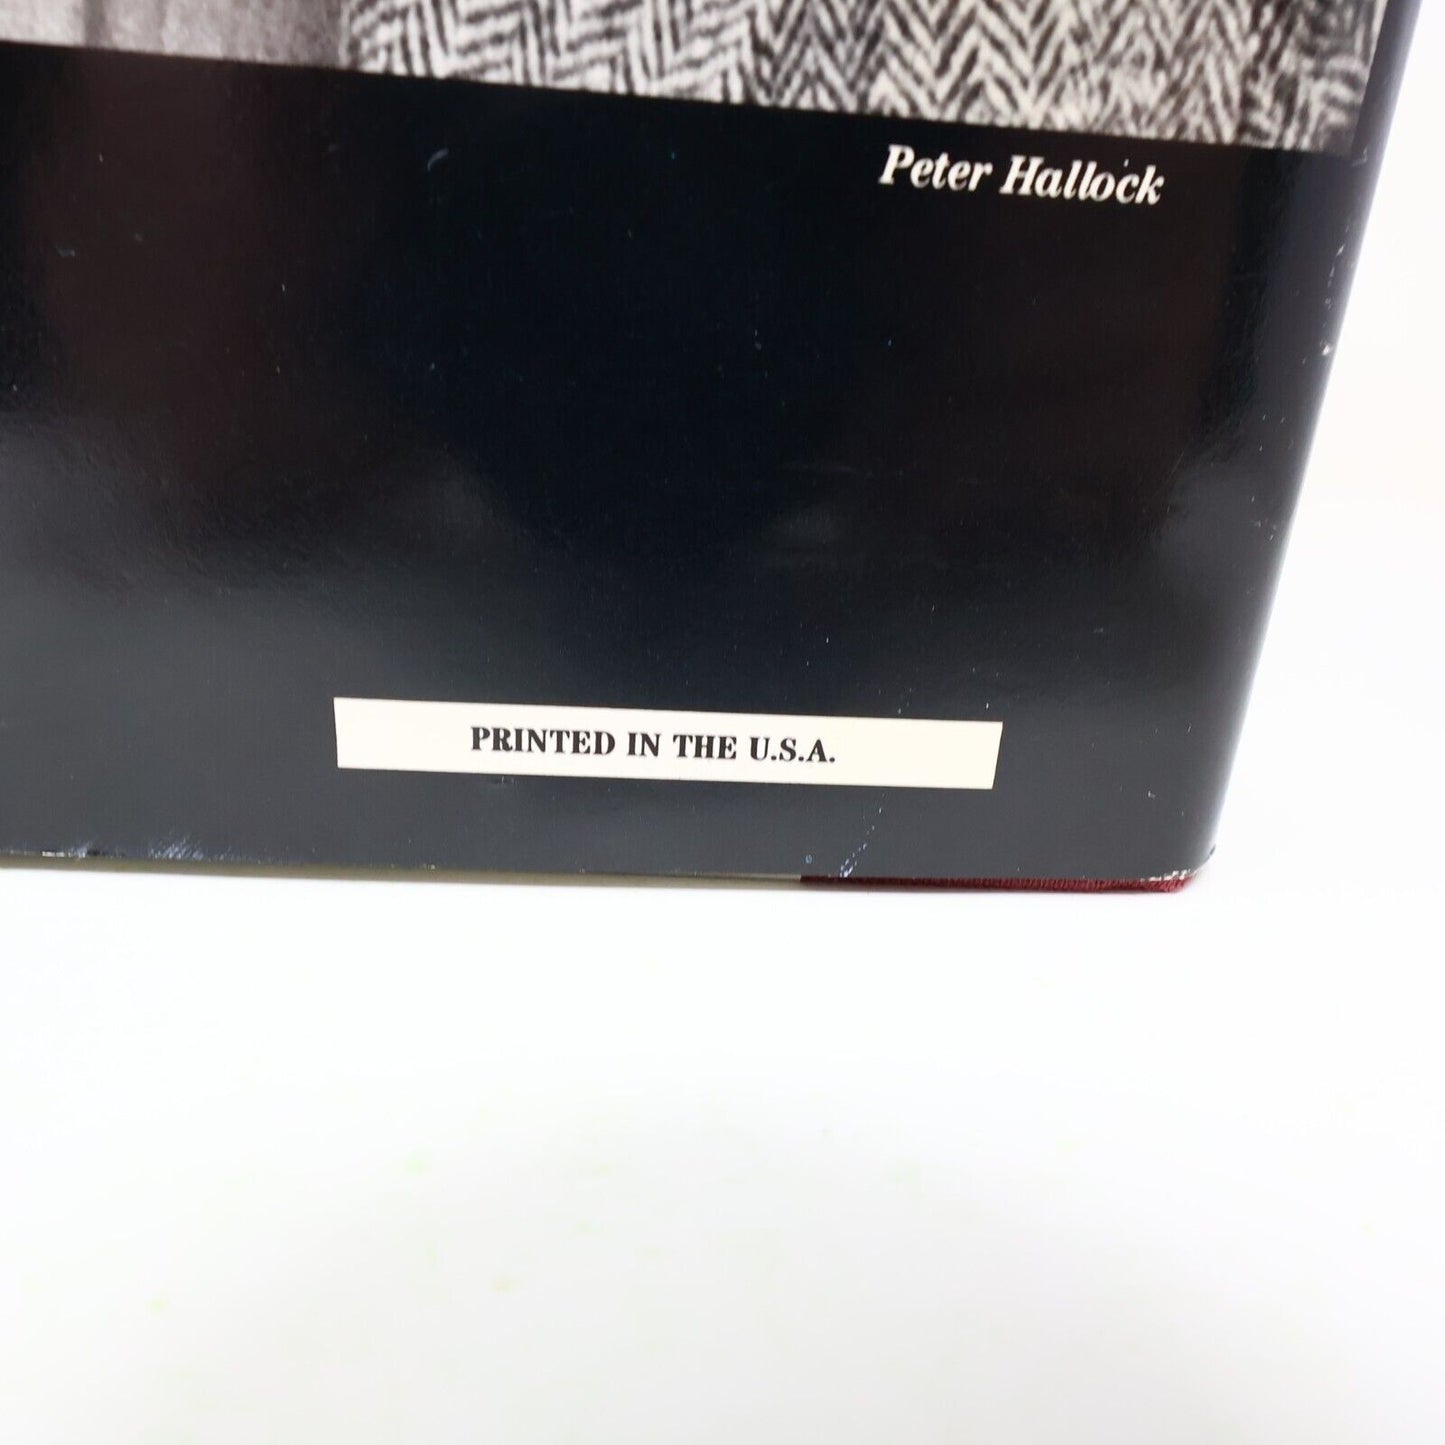 Peter Hallock
PRINTED IN THE U.S.A.